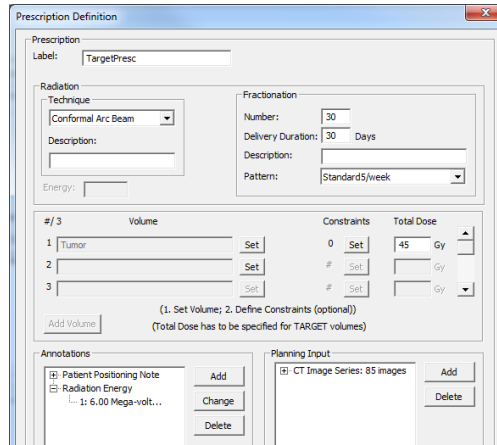 Prescription Definition
Prescription
Label: TargetPresc
Radiation
Technique
Conformal Arc Beam
Description:
Energy:
Fractionation
Number: 30
Delivery Duration: 30 Days
Description:
Pattern: Standard5/week
#/ 3 Volume Constraints Total Dose
1 Tumor Set 0 Set 45 Gy
2 Set # Set Gy
3 Set # Set Gy
(1. Set Volume; 2. Define Constraints (optional))
Add Volume (Total Dose has to be specified for TARGET volumes)
Annotations
Patient Positioning Note
Radiation Energy
1: 6.00 Mega-volt...
Add
Change
Delete
Planning Input
CT Image Series: 85 images
Add
Delete